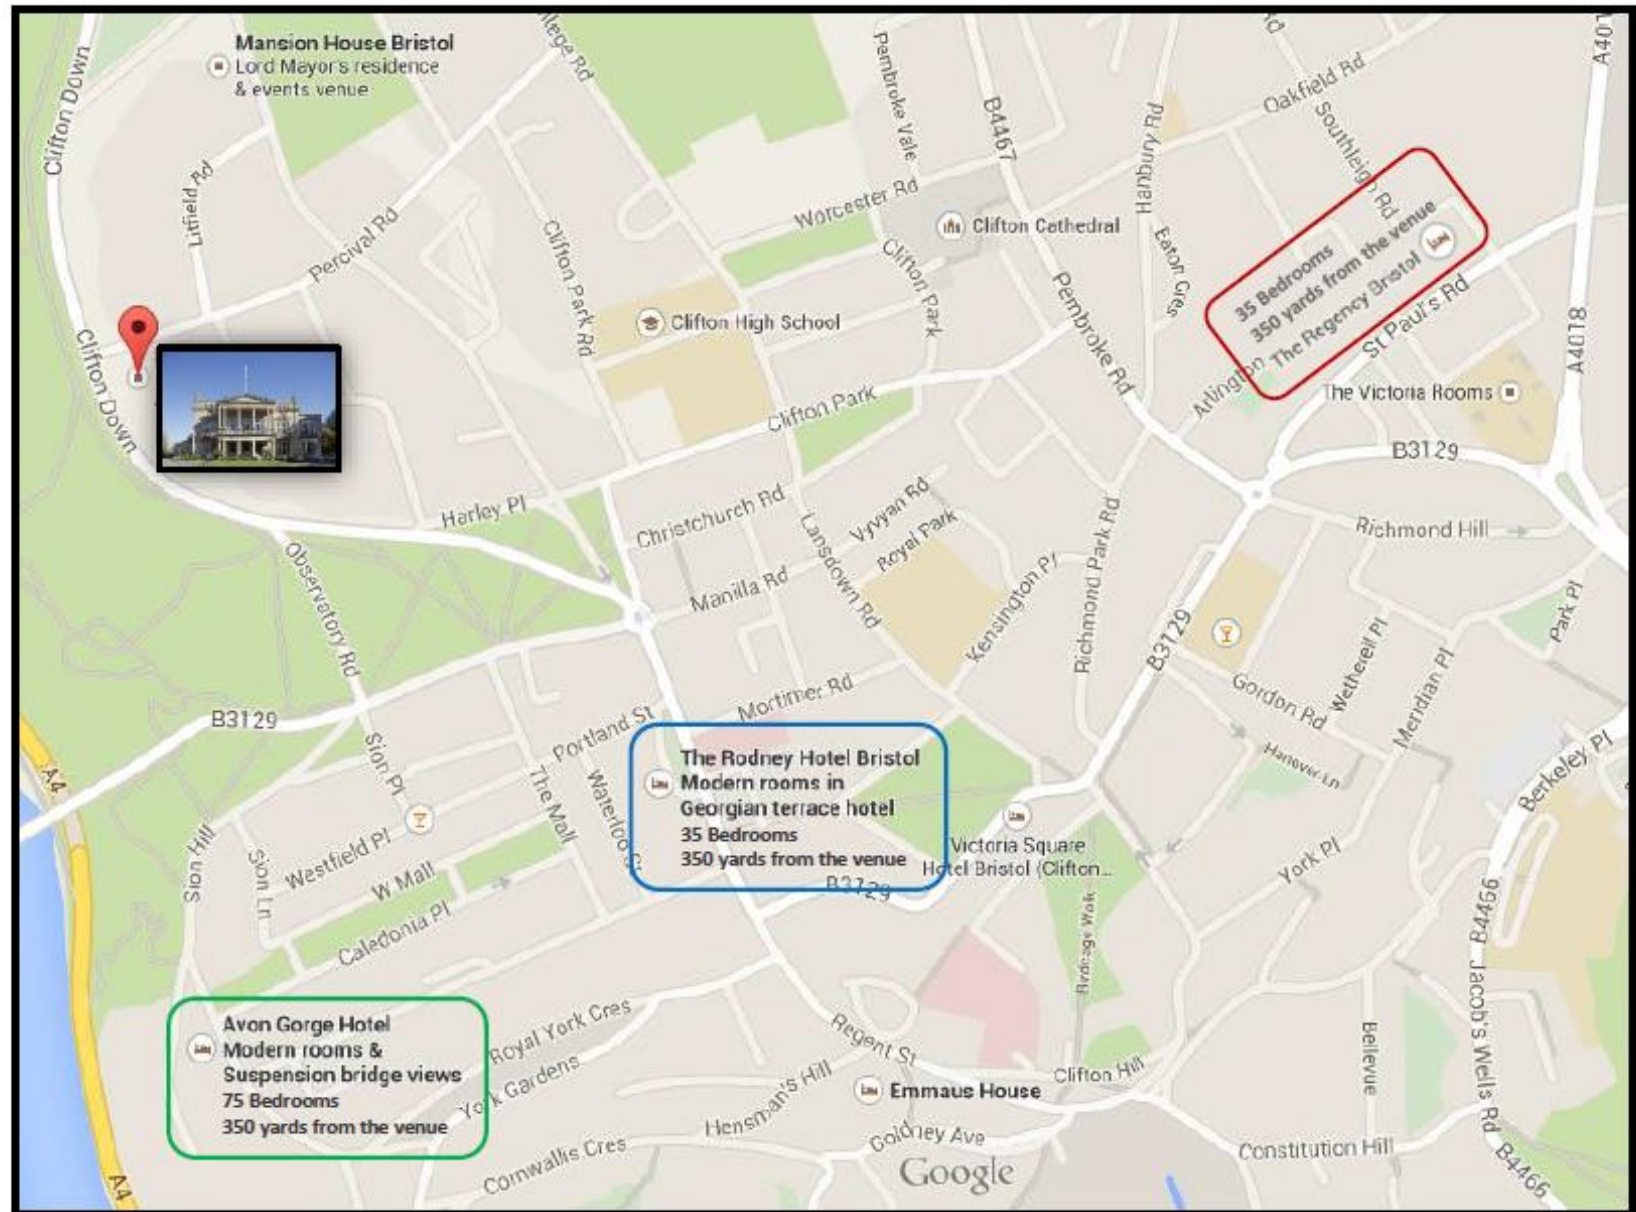 Mansion House Bristol
Lord Mayor's residence
& events venue
Clifton Down
Litfield Rd
Percival Rd
Clifton Park Rd
Pembroke Vale
B4467
Hanbury Rd
Oakfield Rd
Southleigh Rd
Worcester Rd
Clifton Cathedral
Eaton Cres
Clifton Park
Clifton High School
Pembroke Rd
35 Bedrooms
350 yards from the venue
The Regency Bristol
Arlington
St Paul's Rd
A4018
The Victoria Rooms
Clifton Down
Clifton Park
B3129
Harley Pl
Christchurch Rd
Vyvyan Rd
Royal Park
Lansdown Rd
Richmond Park Rd
Richmond Hill
Observatory Rd
Manilla Rd
Kensington Pl
B3129
Park Pl
Wetherell Pl
Meridian Pl
Gordon Rd
Hanover Ln
Mortimer Rd
Portland St
B3129
Sion Pl
The Mall
Waterloo St
A4
Berkeley Pl
The Rodney Hotel Bristol
Modern rooms in
Georgian terrace hotel
35 Bedrooms
350 yards from the venue
Victoria Square
Hotel Bristol (Clifton...
B3129
York Pl
Sion Hill
Sion Ln
Westfield Pl
W Mall
Caledonia Pl
B4466
Jacob's Wells Rd
Avon Gorge Hotel
Modern rooms &
Suspension bridge views
75 Bedrooms
350 yards from the venue
Royal York Cres
York Gardens
Regent St
Hensman's Hill
Emmaus House
Clifton Hill
Bellevue
Goldney Ave
Cornwallis Cres
Constitution Hill
B4466
A4
Google